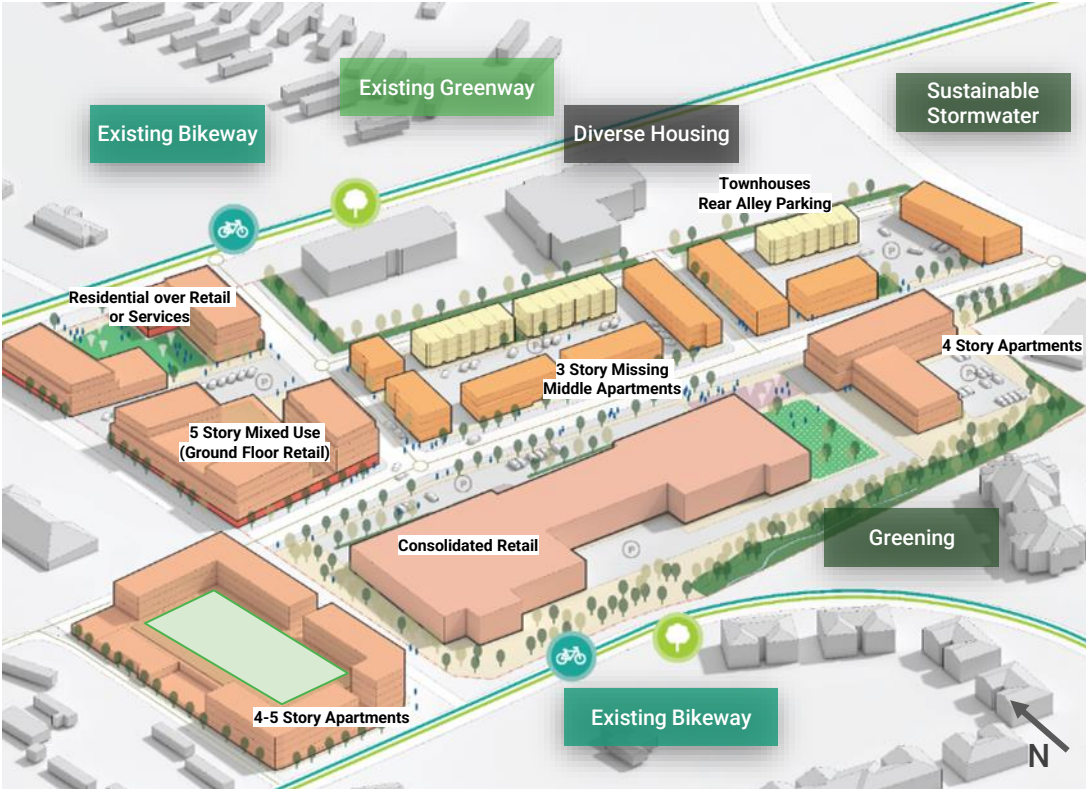 Existing Greenway
Sustainable
Stormwater
Existing Bikeway
Diverse Housing
Townhouses
Rear Alley Parking
P
Residential over Retail
or Services
4 Story Apartments
P
P
3 Story Missing
Middle Apartments
P
5 Story Mixed Use
(Ground Floor Retail)
P
Consolidated Retail
P
Greening
4-5 Story Apartments
Existing Bikeway
N